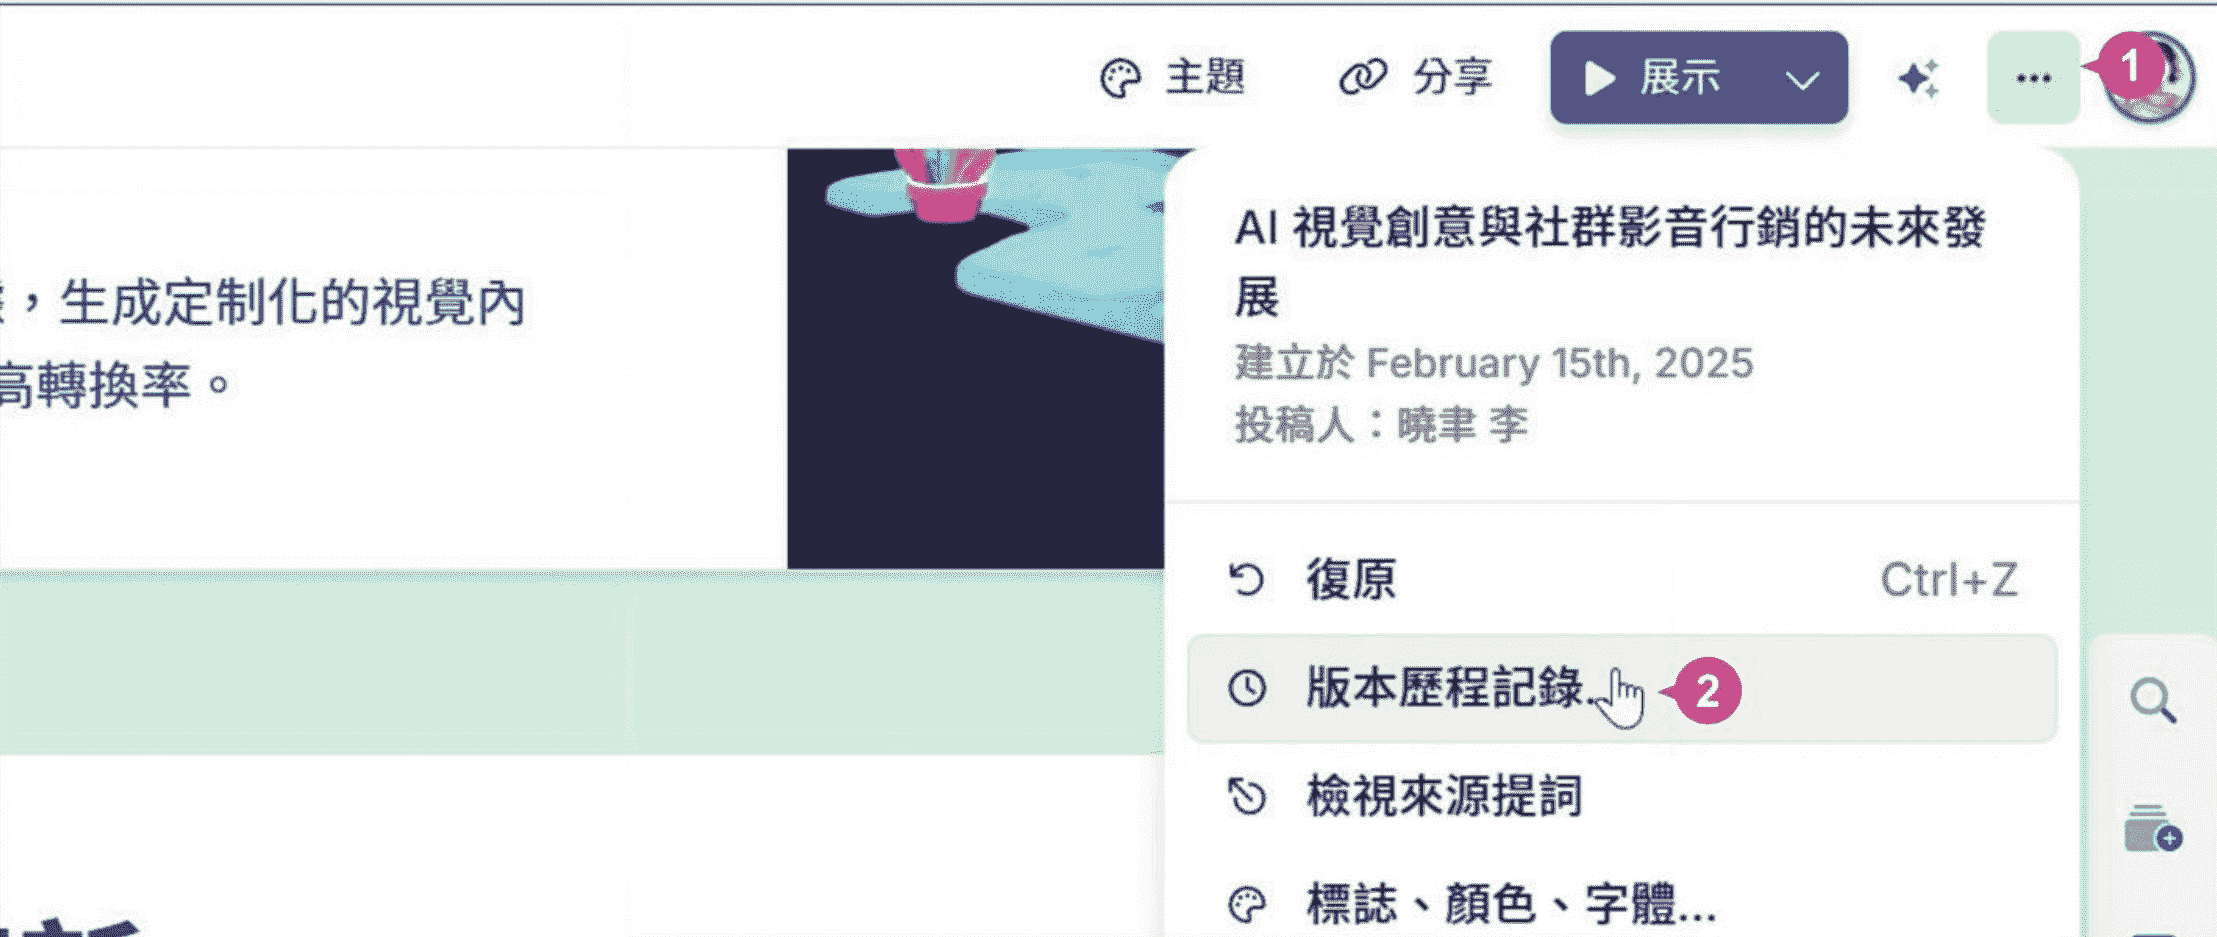 主題
分享
展示
1
，生成定制化的視覺內
高轉換率。
AI 視覺創意與社群影音行銷的未來發
展
建立於 February 15th, 2025
投稿人：曉聿 李
復原 Ctrl+Z
版本歷程記錄...
2
檢視來源提詞
標誌、顏色、字體...